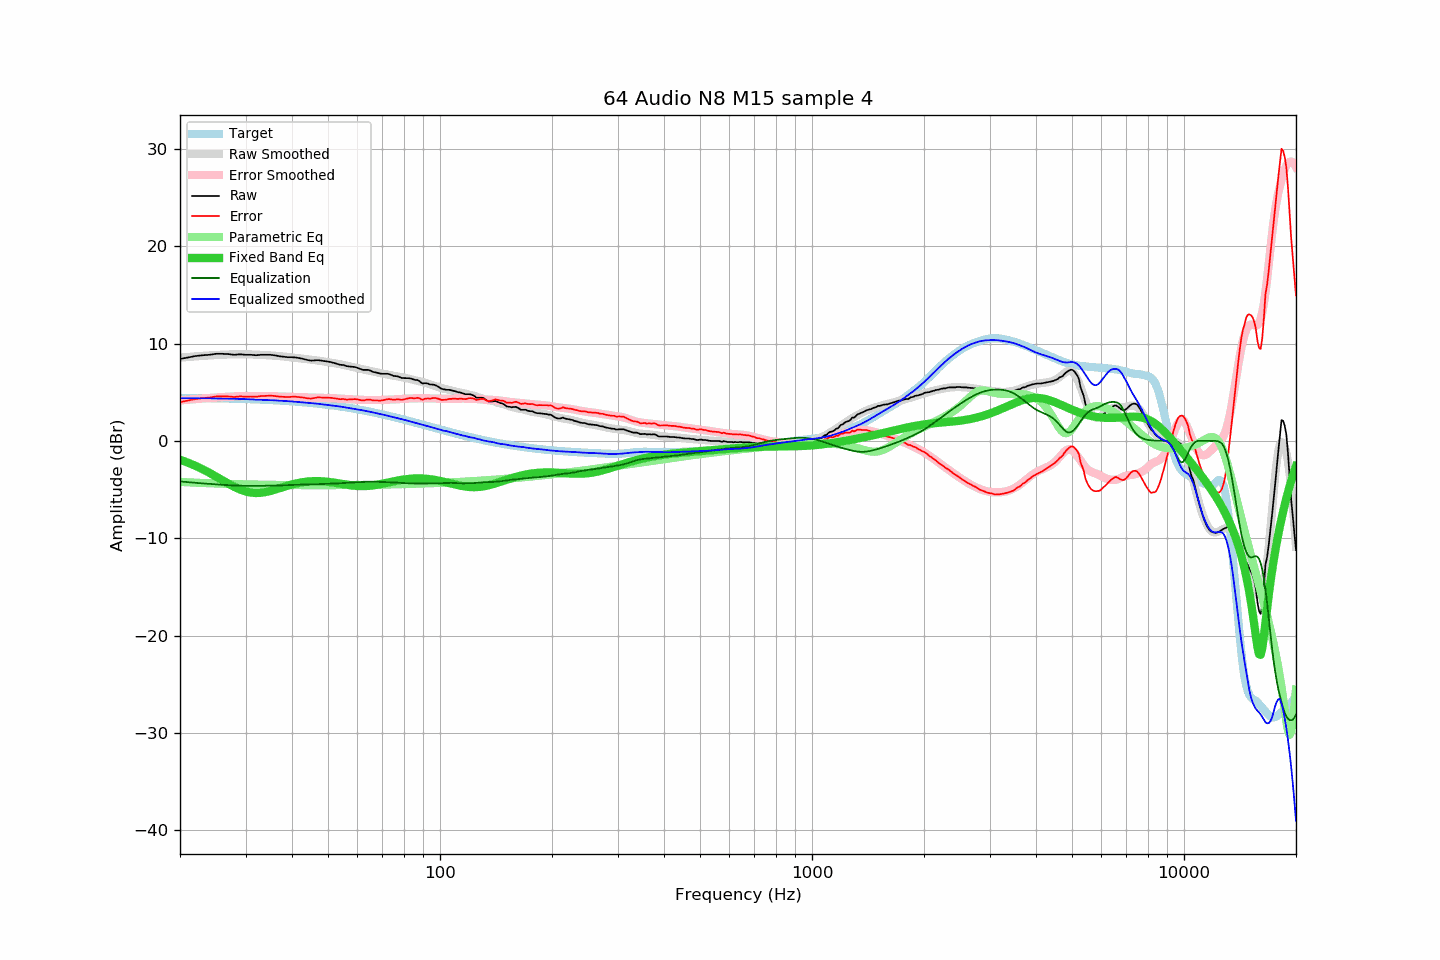 64 Audio N8 M15 sample 4
Target
Raw Smoothed
Error Smoothed
Raw
Error
Parametric Eq
Fixed Band Eq
Equalization
Equalized smoothed
30
20
10
0
−10
−20
−30
−40
Amplitude (dBr)
100
1000
10000
Frequency (Hz)